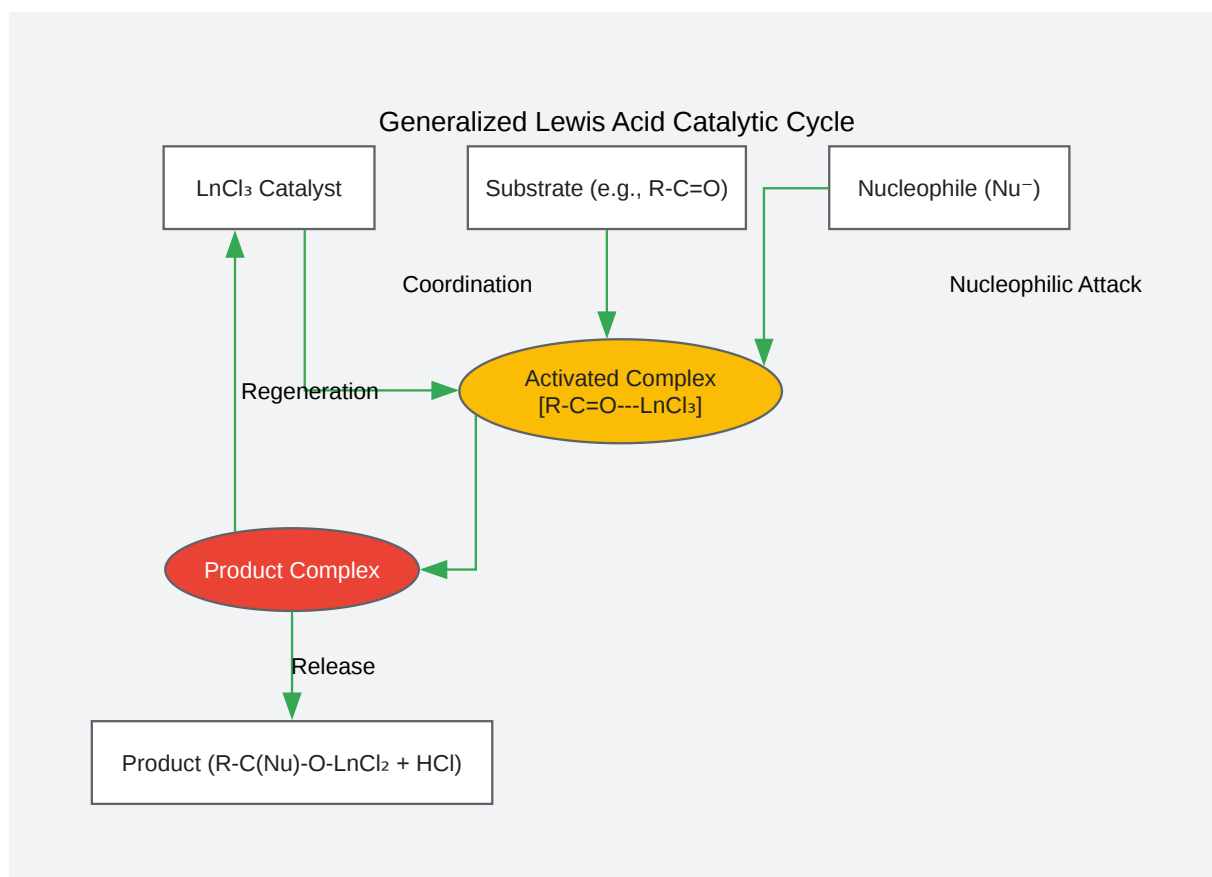 Generalized Lewis Acid Catalytic Cycle
LnCl₃ Catalyst
Substrate (e.g., R-C=O)
Nucleophile (Nu⁻)
Coordination
Nucleophilic Attack
Regeneration
Activated Complex
[R-C=O---LnCl₃]
Product Complex
Release
Product (R-C(Nu)-O-LnCl₂ + HCl)